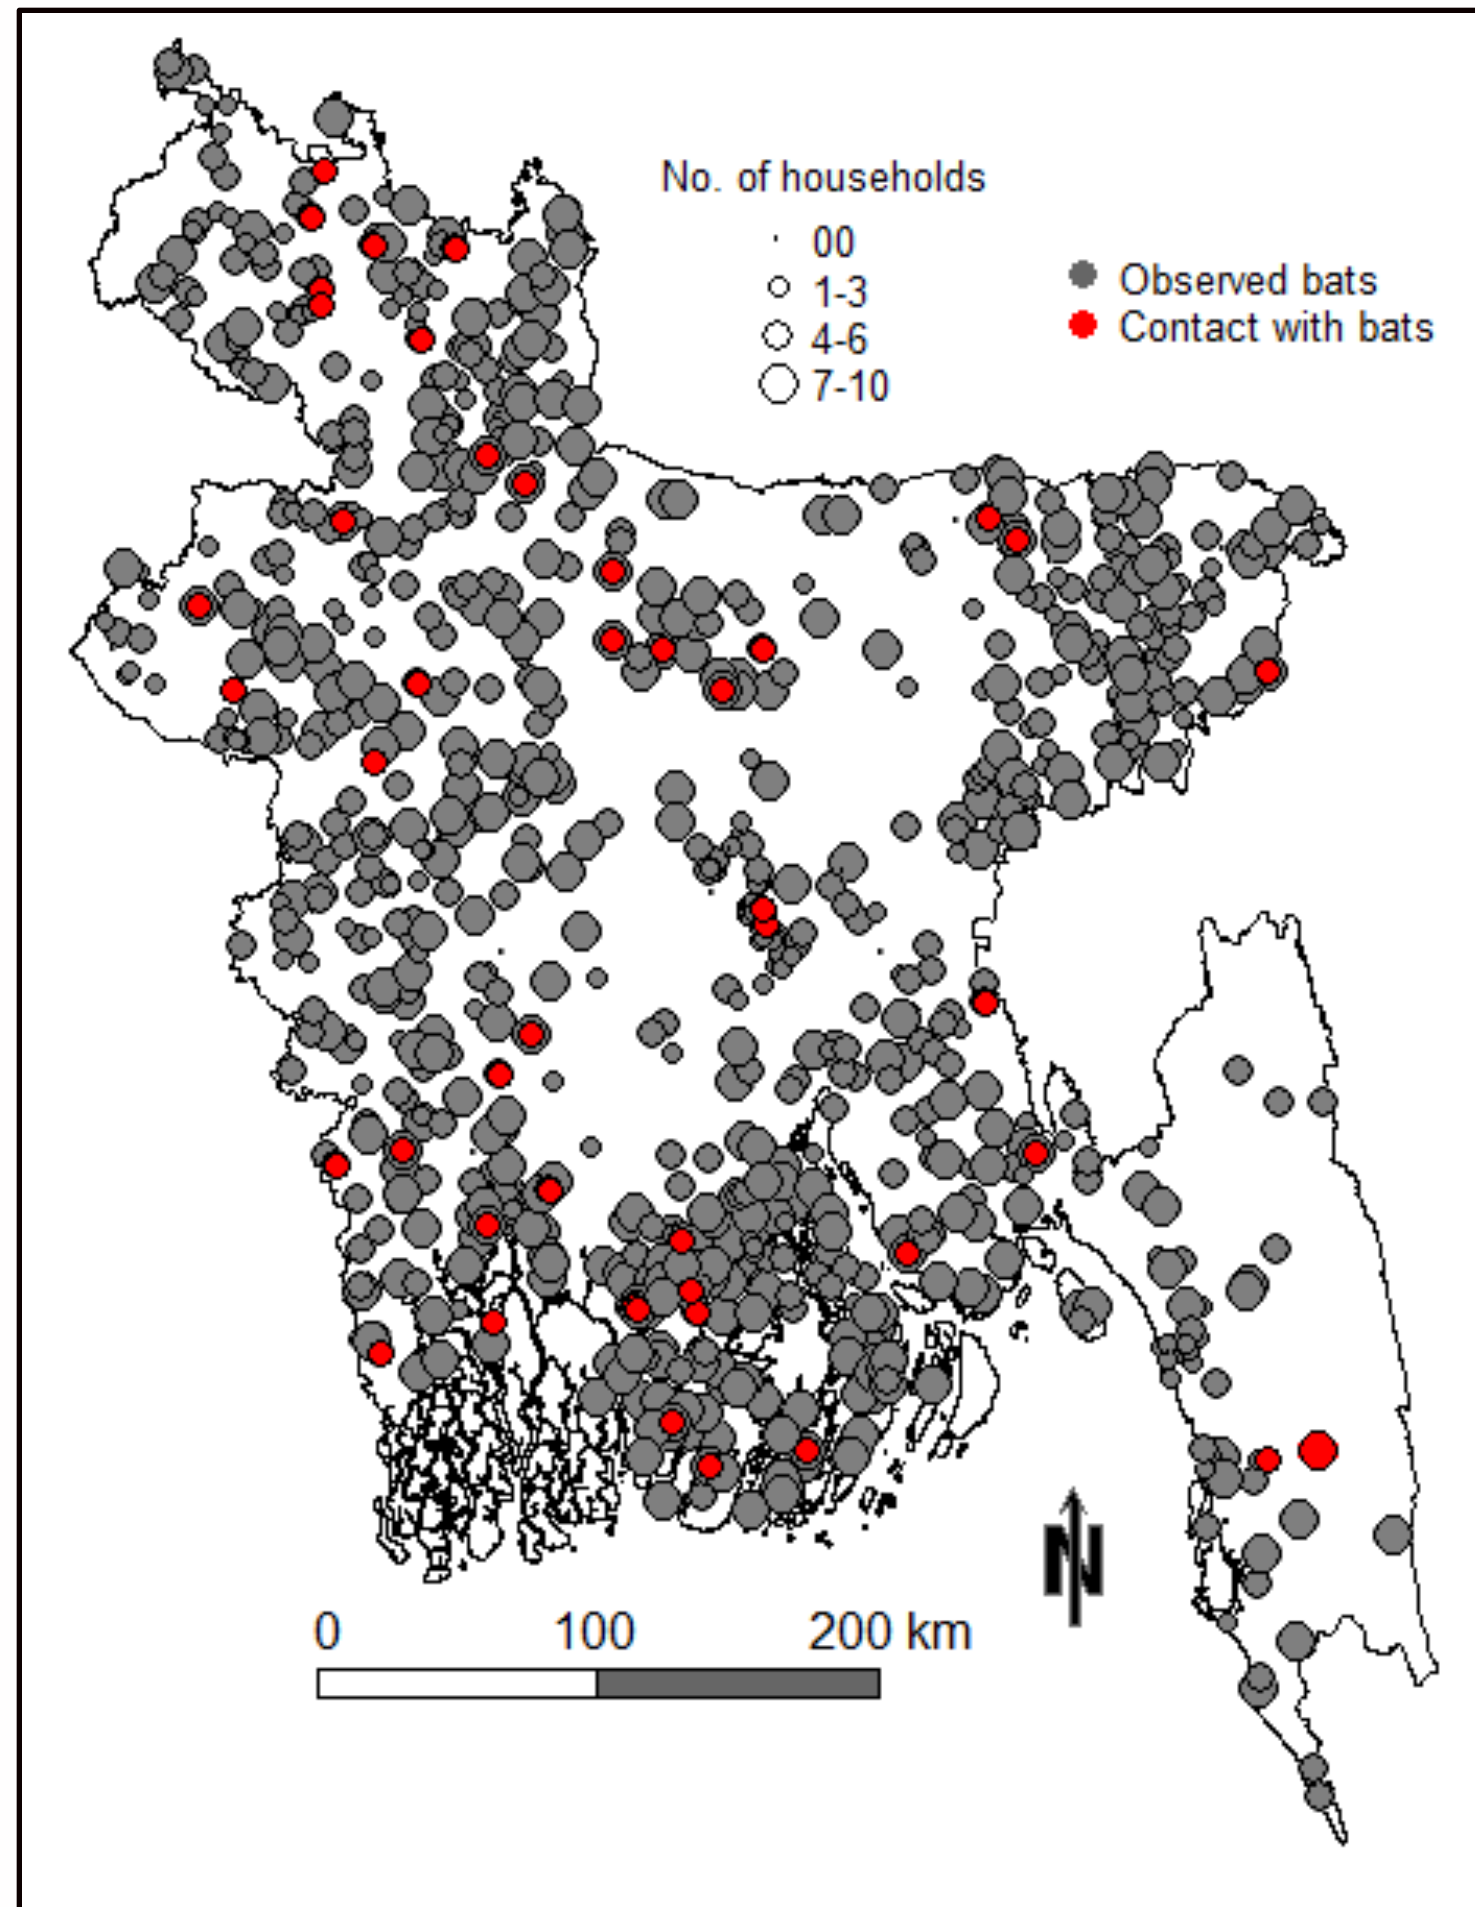 No. of households
00
1-3
4-6
7-10
Observed bats
Contact with bats
N
0 100 200 km